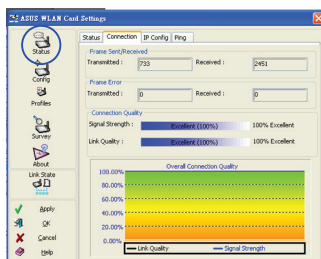 ASUS WLAN Card Settings
Status
Config
Profiles
Survey
About
Link State
Apply
OK
Cancel
Help
Status Connection IP Config Ping
Frame Sent/Received
Transmitted : 733 Received : 2451
Frame Error
Transmitted : 0 Received : 0
Connection Quality
Signal Strength : Excellent (100%) 100% Excellent
Link Quality : Excellent (100%) 100% Excellent
Overall Connection Quality
100.00%
80.00%
60.00%
40.00%
20.00%
0.00%
Link Quality Signal Strength